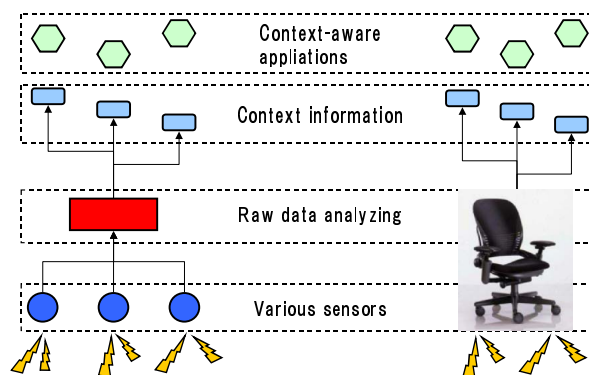 Context-aware
appliations
Context information
Raw data analyzing
Various sensors